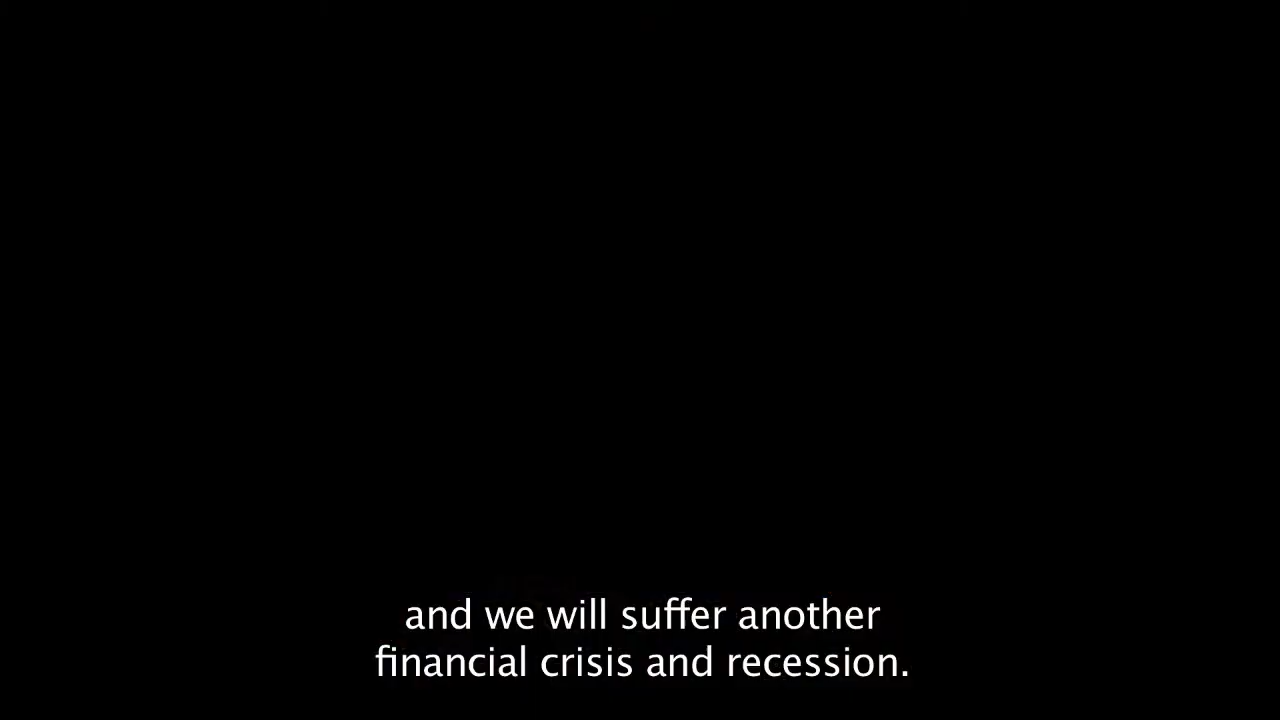 and we will suffer another
financial crisis and recession.